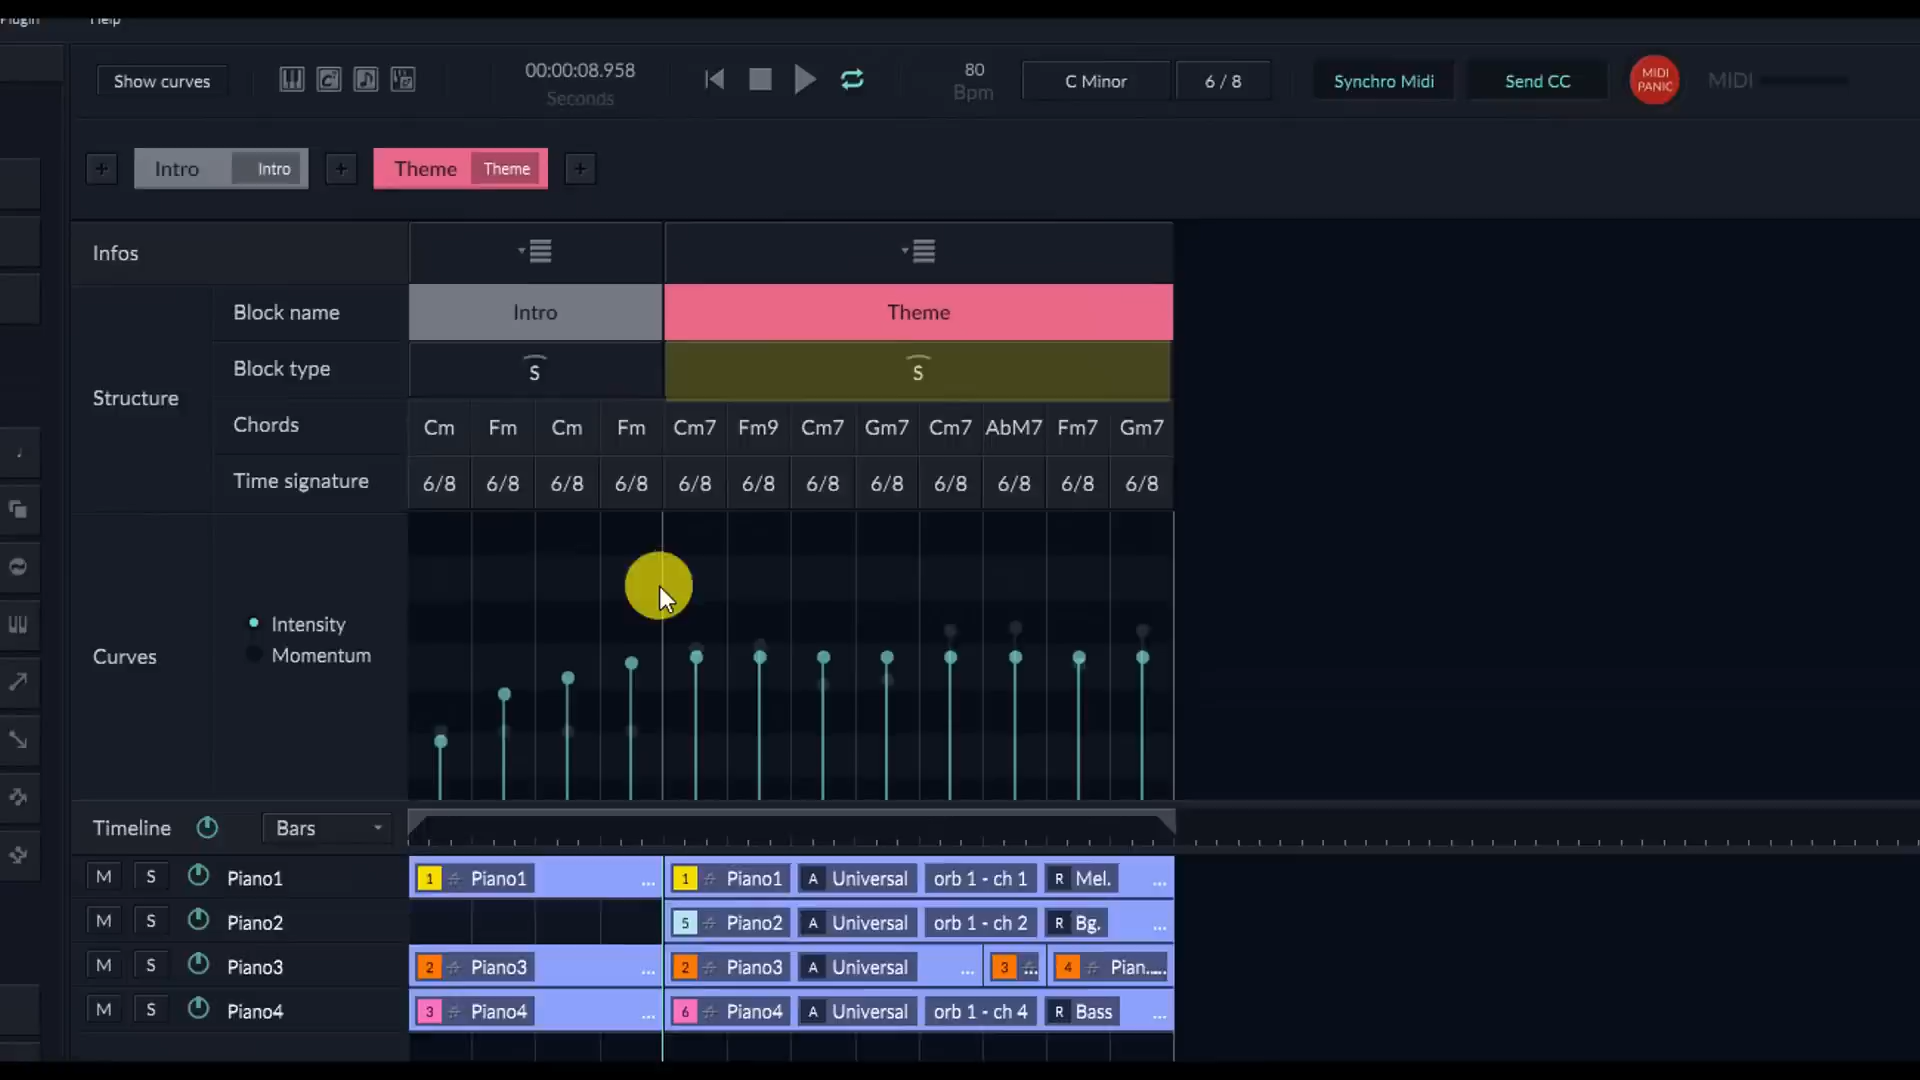 Plugin Help
Show curves 00:00:08.958 Seconds 80 Bpm C Minor 6 / 8 Synchro Midi Send CC MIDI PANIC MIDI
+ Intro Intro + Theme Theme +
Infos
Block name Intro Theme
Block type S S
Structure
Chords Cm Fm Cm Fm Cm7 Fm9 Cm7 Gm7 Cm7 AbM7 Fm7 Gm7
Time signature 6/8 6/8 6/8 6/8 6/8 6/8 6/8 6/8 6/8 6/8 6/8 6/8
Intensity
Curves Momentum
Timeline Bars
M S Piano1 1 Piano1 ... 1 Piano1 A Universal orb 1 - ch 1 R Mel. ...
M S Piano2 5 Piano2 A Universal orb 1 - ch 2 R Bg. ...
M S Piano3 2 Piano3 ... 2 Piano3 A Universal ... 3 ... 4 Pian......
M S Piano4 3 Piano4 ... 6 Piano4 A Universal orb 1 - ch 4 R Bass ...